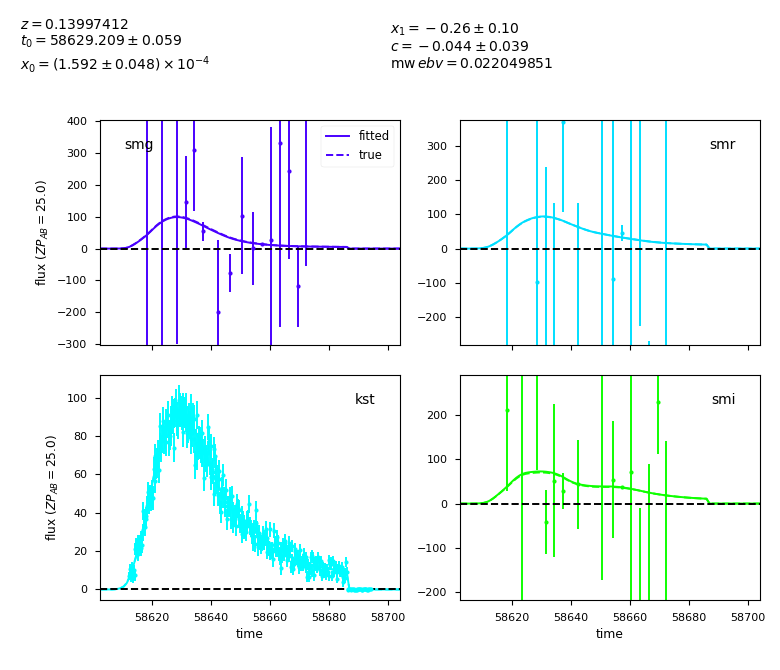 z = 0.13997412
t₀ = 58629.209 ± 0.059
x₀ = (1.592 ± 0.048) × 10⁻⁴
x₁ = −0.26 ± 0.10
c = −0.044 ± 0.039
mw ebv = 0.022049851
smg
fitted
true
flux (ZP_AB = 25.0)
400
300
200
100
0
−100
−200
−300
smr
300
200
100
0
−100
−200
kst
flux (ZP_AB = 25.0)
100
80
60
40
20
0
58620 58640 58660 58680 58700
time
smi
200
100
0
−100
−200
58620 58640 58660 58680 58700
time